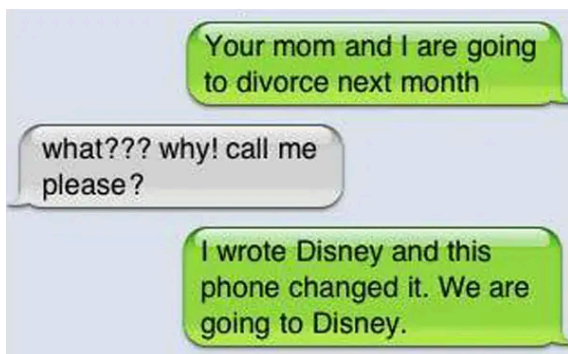 Your mom and I are going
to divorce next month
what??? why! call me
please?
I wrote Disney and this
phone changed it. We are
going to Disney.